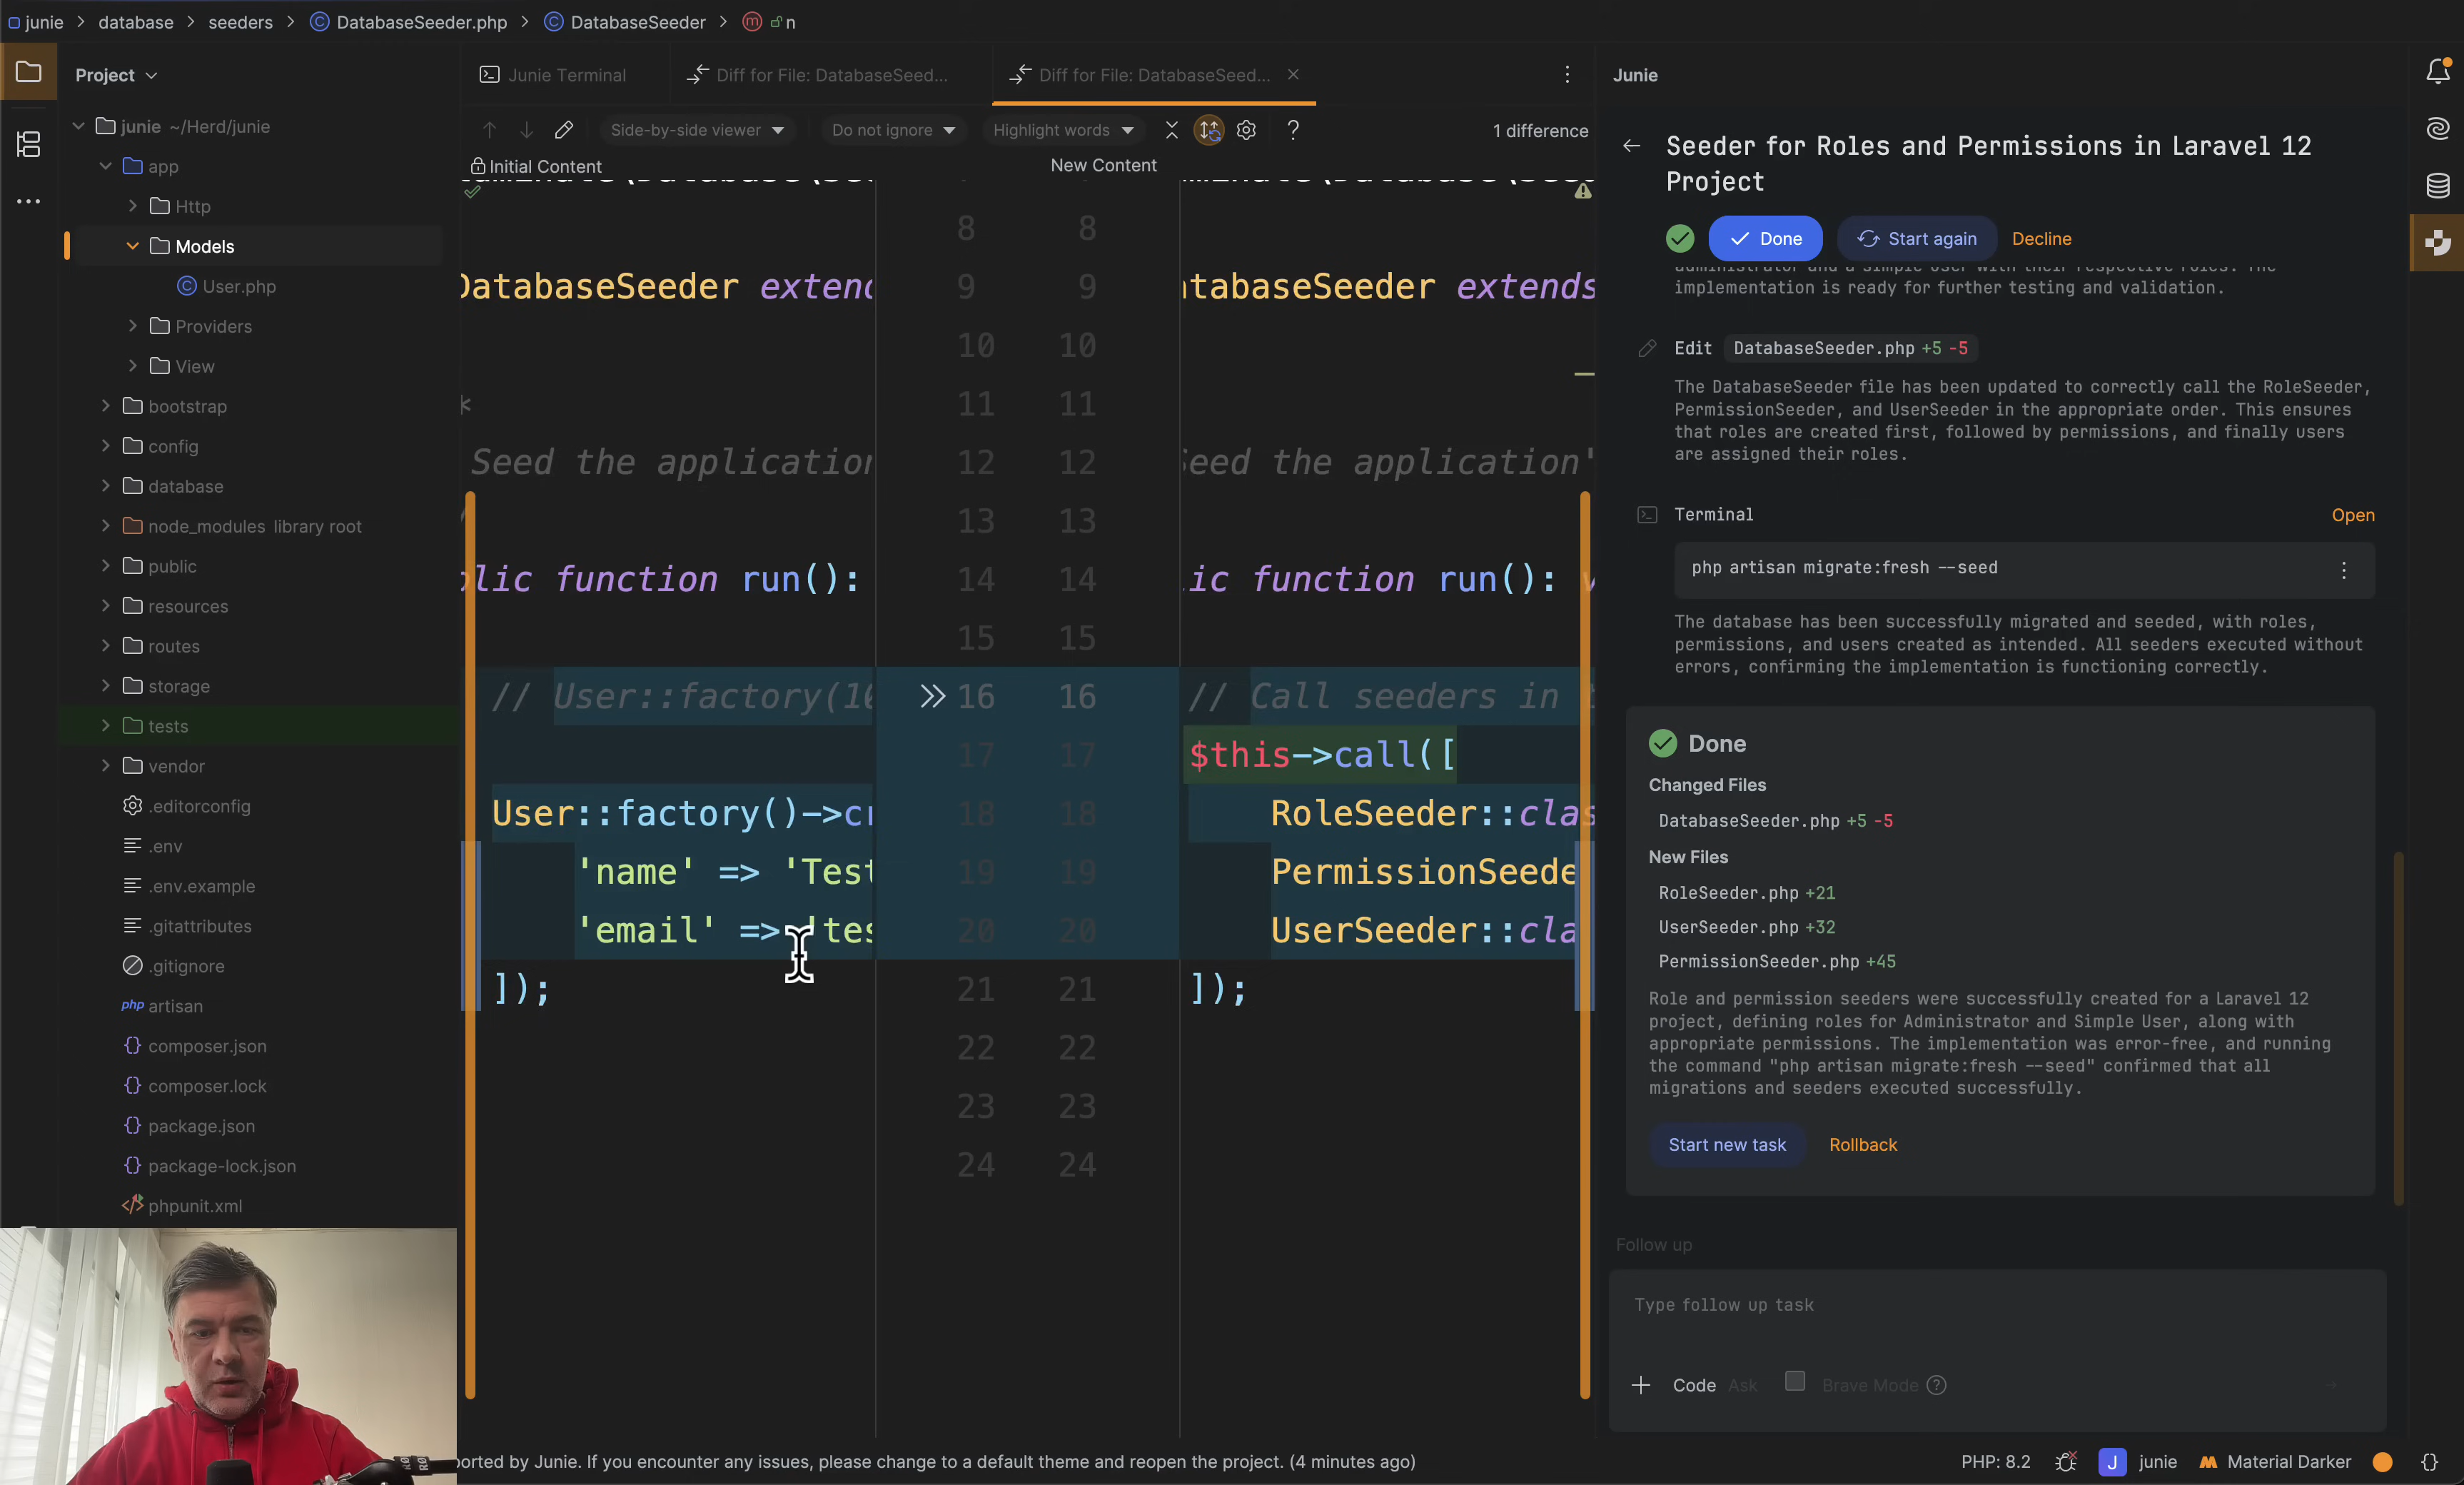 junie > database > seeders > DatabaseSeeder.php > DatabaseSeeder > n
Project
junie ~/Herd/junie
app
Http
Models
User.php
Providers
View
bootstrap
config
database
node_modules library root
public
resources
routes
storage
tests
vendor
.editorconfig
.env
.env.example
.gitattributes
.gitignore
php artisan
composer.json
composer.lock
package.json
package-lock.json
phpunit.xml
Junie Terminal
Diff for File: DatabaseSeed...
Diff for File: DatabaseSeed...
Side-by-side viewer
Do not ignore
Highlight words
?
1 difference
Initial Content
New Content
8 8
DatabaseSeeder extend 9 9 tabaseSeeder extends
10 10
* 11 11
Seed the application 12 12 Seed the application'
/ 13 13
blic function run(): 14 14 lic function run():
15 15
// User::factory(10 16 16 // Call seeders in
17 17 $this->call([
User::factory()->cr 18 18 RoleSeeder::clas
'name' => 'Test 19 19 PermissionSeede
'email' => 'tes 20 20 UserSeeder::cla
]); 21 21 ]);
22 22
23 23
24 24
Junie
Seeder for Roles and Permissions in Laravel 12
Project
Done
Start again
Decline
administrator and a simple user with their respective roles. The
implementation is ready for further testing and validation.
Edit DatabaseSeeder.php +5 -5
The DatabaseSeeder file has been updated to correctly call the RoleSeeder,
PermissionSeeder, and UserSeeder in the appropriate order. This ensures
that roles are created first, followed by permissions, and finally users
are assigned their roles.
Terminal
Open
php artisan migrate:fresh --seed
The database has been successfully migrated and seeded, with roles,
permissions, and users created as intended. All seeders executed without
errors, confirming the implementation is functioning correctly.
Done
Changed Files
DatabaseSeeder.php +5 -5
New Files
RoleSeeder.php +21
UserSeeder.php +32
PermissionSeeder.php +45
Role and permission seeders were successfully created for a Laravel 12
project, defining roles for Administrator and Simple User, along with
appropriate permissions. The implementation was error-free, and running
the command "php artisan migrate:fresh --seed" confirmed that all
migrations and seeders executed successfully.
Start new task
Rollback
Follow up
Type follow up task
Code Ask Brave Mode ?
orted by Junie. If you encounter any issues, please change to a default theme and reopen the project. (4 minutes ago)
PHP: 8.2
J junie
Material Darker